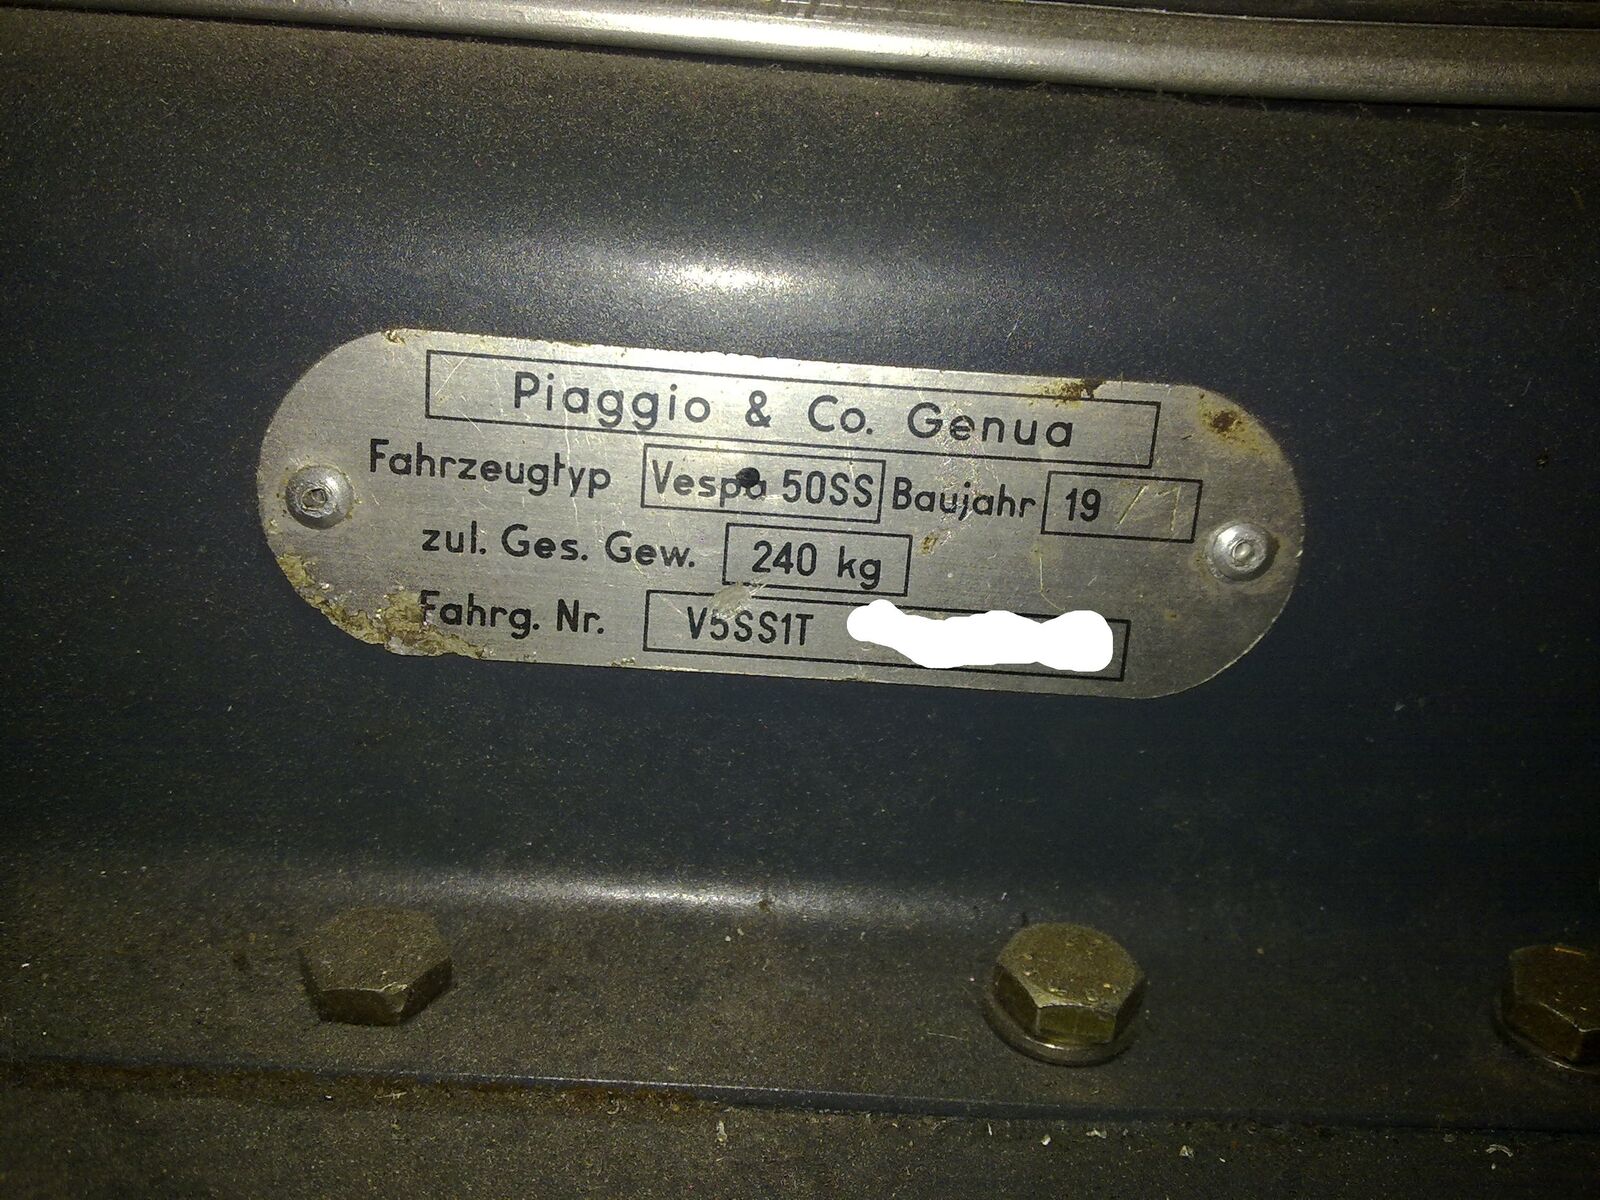 Piaggio & Co. Genua
Fahrzeugtyp Vespa 50SS Baujahr 19
zul. Ges. Gew. 240 kg
Fahrg. Nr. V5SS1T